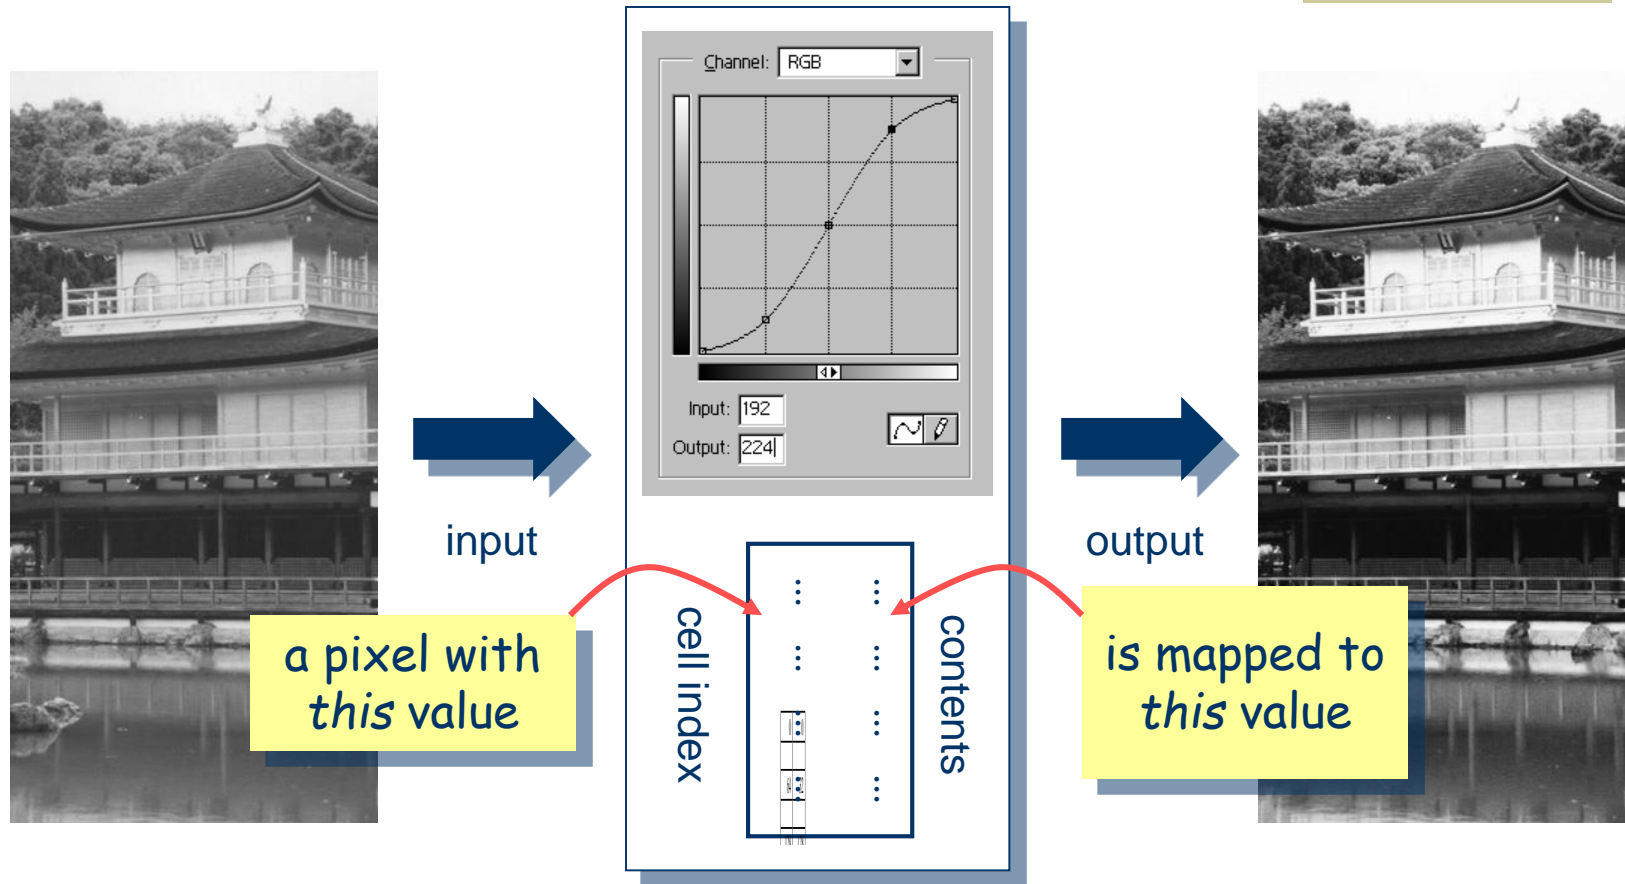 Channel: RGB
Input: 192
Output: 224
input
output
a pixel with
this value
cell index
contents
is mapped to
this value